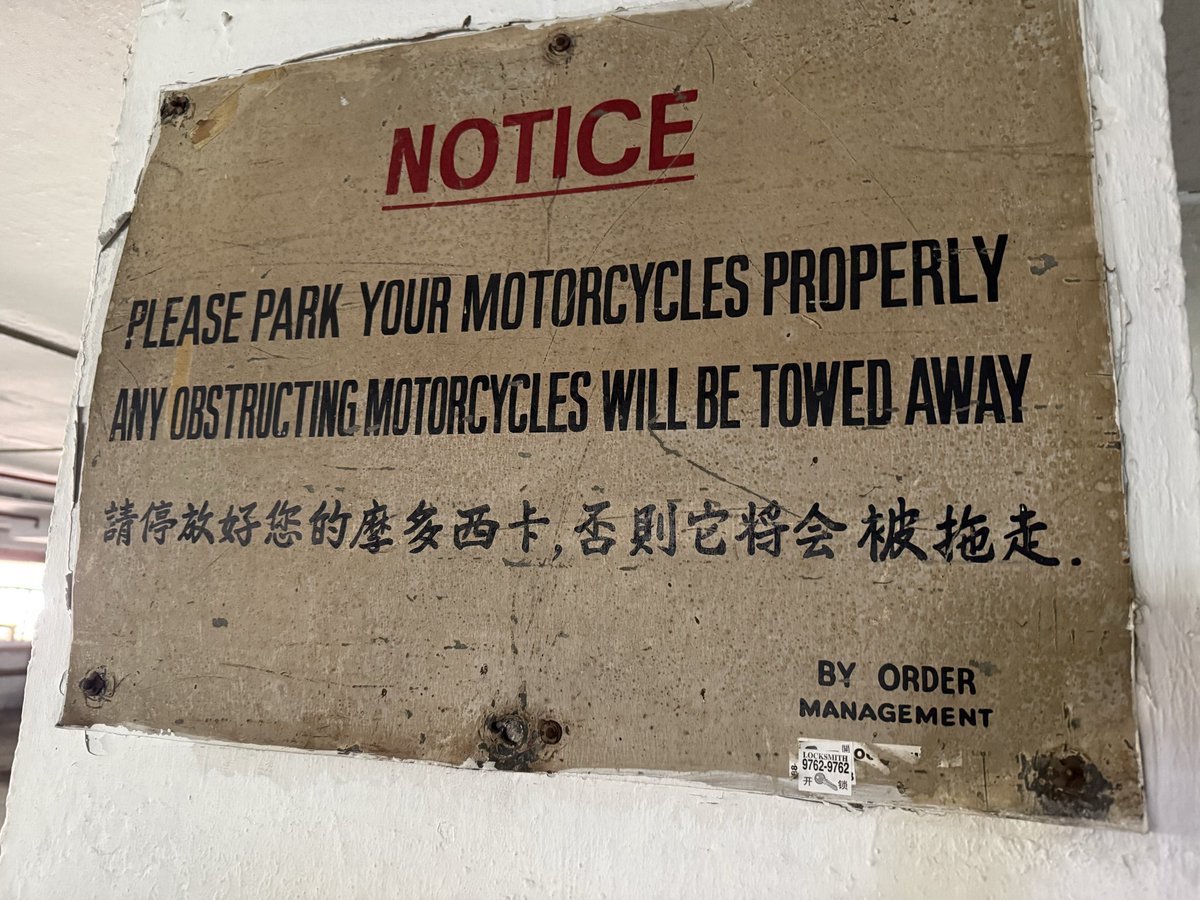 NOTICE
PLEASE PARK YOUR MOTORCYCLES PROPERLY
ANY OBSTRUCTING MOTORCYCLES WILL BE TOWED AWAY
請停放好您的摩多西卡,否則它将会被拖走.
BY ORDER
MANAGEMENT
LOCKSMITH
9762-9762
开 锁